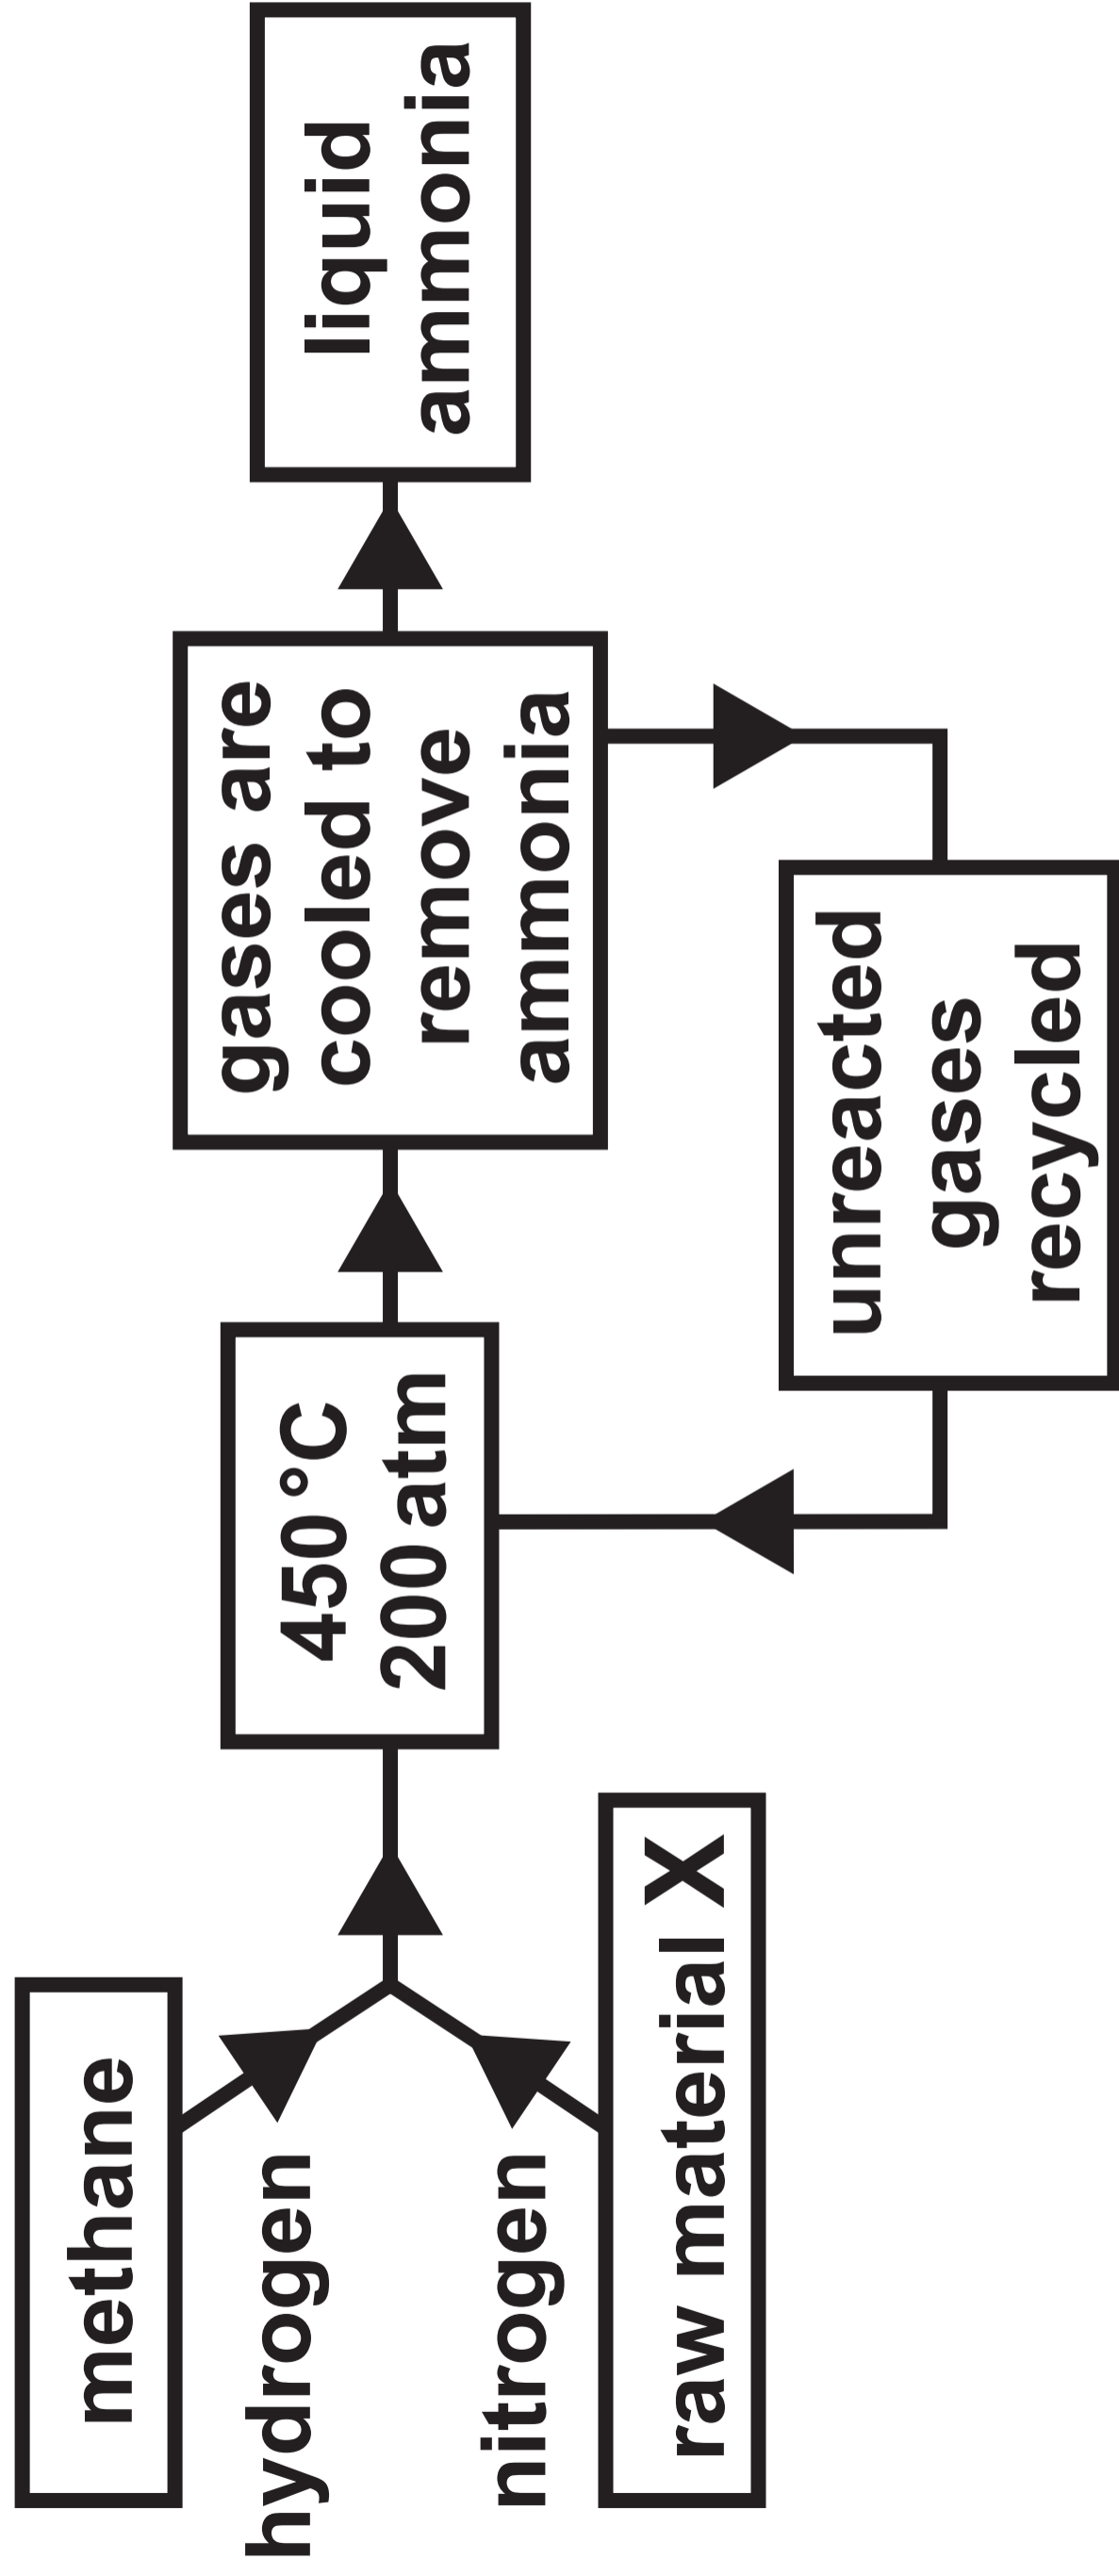 methane
hydrogen
nitrogen
raw material X
450 °C
200 atm
gases are
cooled to
remove
ammonia
unreacted
gases
recycled
liquid
ammonia